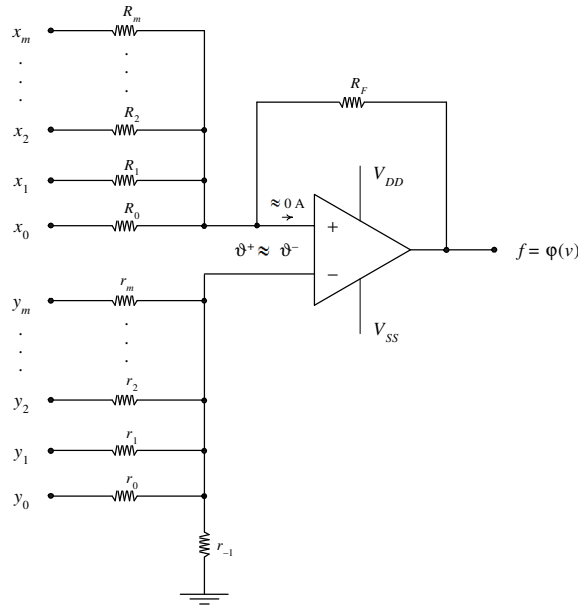 R_m
x_m
R_F
R_2
x_2
V_DD
R_1
x_1
≈ 0 A
R_0
x_0
+
ϑ⁺ ≈ ϑ⁻
f = φ(v)
−
r_m
y_m
V_SS
r_2
y_2
r_1
y_1
r_0
y_0
r_−1